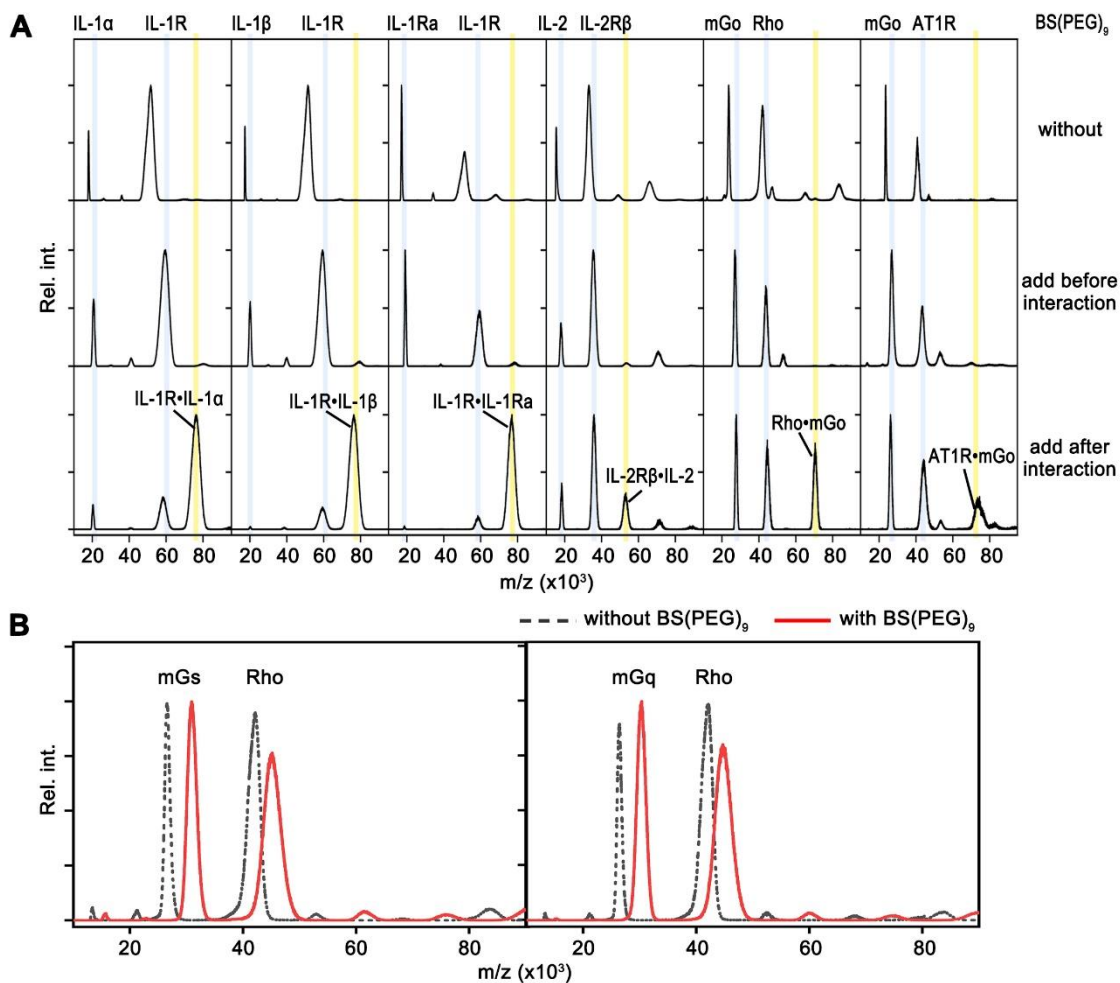 A
IL-1α IL-1R IL-1β IL-1R IL-1Ra IL-1R IL-2 IL-2Rβ mGo Rho mGo AT1R BS(PEG)₉
without
Rel. int.
add before
interaction
IL-1R•IL-1α IL-1R•IL-1β IL-1R•IL-1Ra IL-2Rβ•IL-2 Rho•mGo AT1R•mGo
add after
interaction
20 40 60 80 20 40 60 80 20 40 60 80 20 40 60 80 20 40 60 80 20 40 60 80
m/z (x10³)
B
without BS(PEG)₉ with BS(PEG)₉
mGs Rho mGq Rho
Rel. int.
20 40 60 80 20 40 60 80
m/z (x10³)